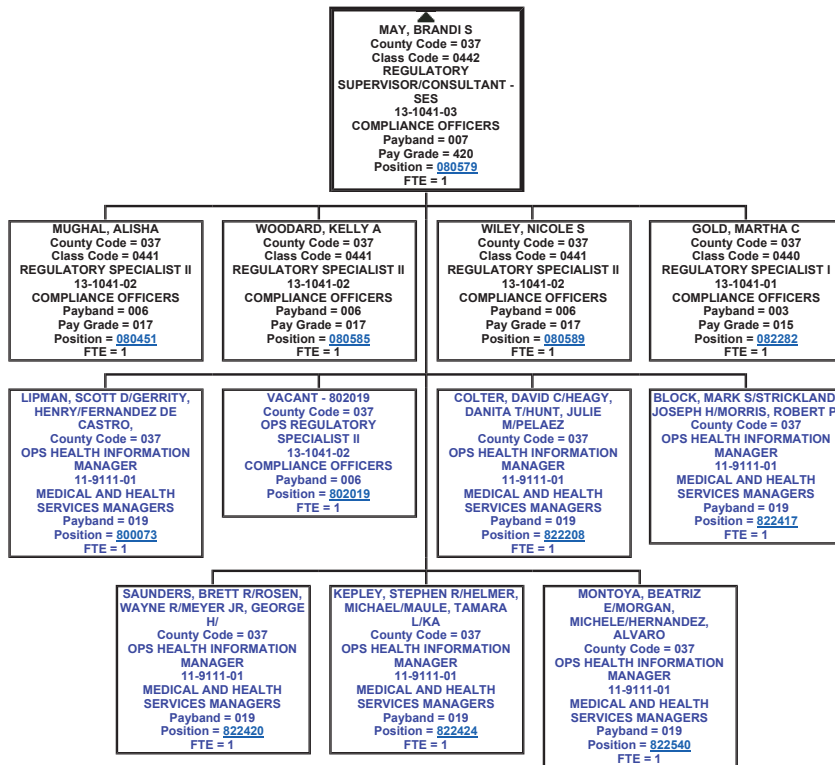 MAY, BRANDI S
County Code = 037
Class Code = 0442
REGULATORY
SUPERVISOR/CONSULTANT -
SES
13-1041-03
COMPLIANCE OFFICERS
Payband = 007
Pay Grade = 420
Position = 080579
FTE = 1
MUGHAL, ALISHA
County Code = 037
Class Code = 0441
REGULATORY SPECIALIST II
13-1041-02
COMPLIANCE OFFICERS
Payband = 006
Pay Grade = 017
Position = 080451
FTE = 1
WOODARD, KELLY A
County Code = 037
Class Code = 0441
REGULATORY SPECIALIST II
13-1041-02
COMPLIANCE OFFICERS
Payband = 006
Pay Grade = 017
Position = 080585
FTE = 1
WILEY, NICOLE S
County Code = 037
Class Code = 0441
REGULATORY SPECIALIST II
13-1041-02
COMPLIANCE OFFICERS
Payband = 006
Pay Grade = 017
Position = 080589
FTE = 1
GOLD, MARTHA C
County Code = 037
Class Code = 0440
REGULATORY SPECIALIST I
13-1041-01
COMPLIANCE OFFICERS
Payband = 003
Pay Grade = 015
Position = 082282
FTE = 1
LIPMAN, SCOTT D/GERRITY,
HENRY/FERNANDEZ DE
CASTRO,
County Code = 037
OPS HEALTH INFORMATION
MANAGER
11-9111-01
MEDICAL AND HEALTH
SERVICES MANAGERS
Payband = 019
Position = 800073
FTE = 1
VACANT - 802019
County Code = 037
OPS REGULATORY
SPECIALIST II
13-1041-02
COMPLIANCE OFFICERS
Payband = 006
Position = 802019
FTE = 1
COLTER, DAVID C/HEAGY,
DANITA T/HUNT, JULIE
M/PELAEZ
County Code = 037
OPS HEALTH INFORMATION
MANAGER
11-9111-01
MEDICAL AND HEALTH
SERVICES MANAGERS
Payband = 019
Position = 822208
FTE = 1
BLOCK, MARK S/STRICKLAND,
JOSEPH H/MORRIS, ROBERT P
County Code = 037
OPS HEALTH INFORMATION
MANAGER
11-9111-01
MEDICAL AND HEALTH
SERVICES MANAGERS
Payband = 019
Position = 822417
FTE = 1
SAUNDERS, BRETT R/ROSEN,
WAYNE R/MEYER JR, GEORGE
H/
County Code = 037
OPS HEALTH INFORMATION
MANAGER
11-9111-01
MEDICAL AND HEALTH
SERVICES MANAGERS
Payband = 019
Position = 822420
FTE = 1
KEPLEY, STEPHEN R/HELMER,
MICHAEL/MAULE, TAMARA
L/KA
County Code = 037
OPS HEALTH INFORMATION
MANAGER
11-9111-01
MEDICAL AND HEALTH
SERVICES MANAGERS
Payband = 019
Position = 822424
FTE = 1
MONTOYA, BEATRIZ
E/MORGAN,
MICHELE/HERNANDEZ,
ALVARO
County Code = 037
OPS HEALTH INFORMATION
MANAGER
11-9111-01
MEDICAL AND HEALTH
SERVICES MANAGERS
Payband = 019
Position = 822540
FTE = 1